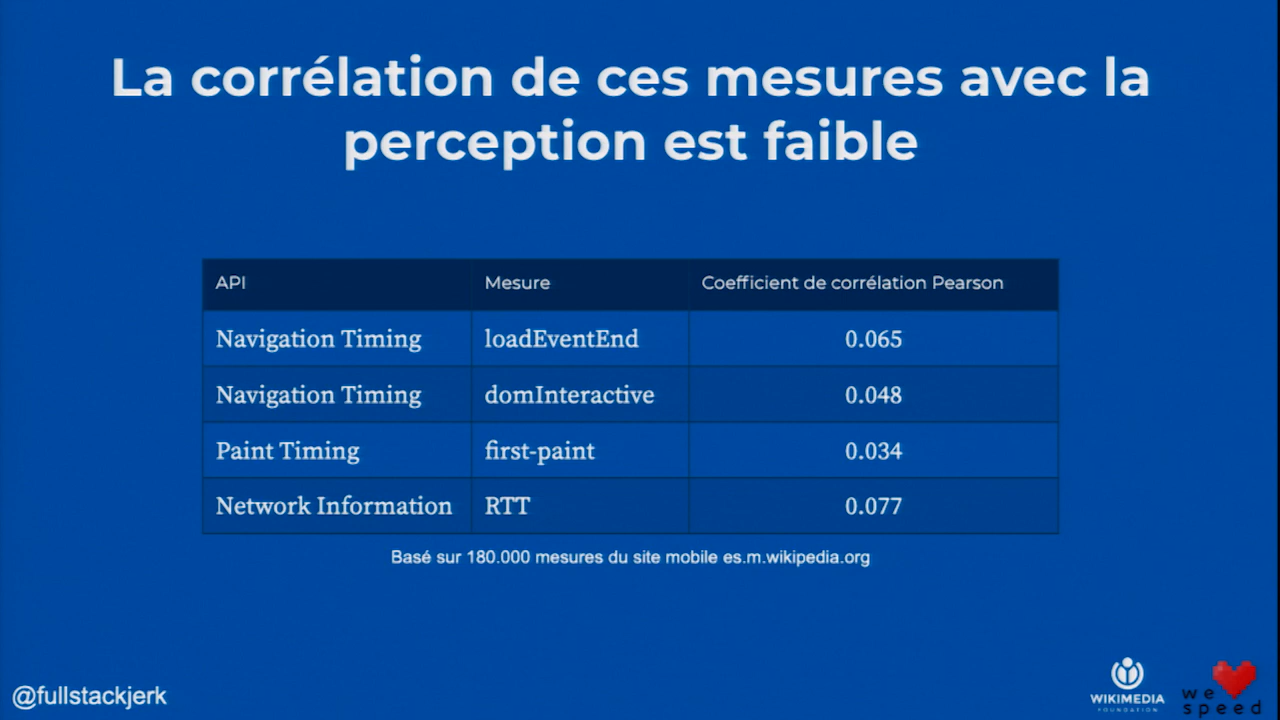 La corrélation de ces mesures avec la
perception est faible
API Mesure Coefficient de corrélation Pearson
Navigation Timing loadEventEnd 0.065
Navigation Timing domInteractive 0.048
Paint Timing first-paint 0.034
Network Information RTT 0.077
Basé sur 180.000 mesures du site mobile es.m.wikipedia.org
@fullstackjerk
WIKIMEDIA
FOUNDATION
we
speed